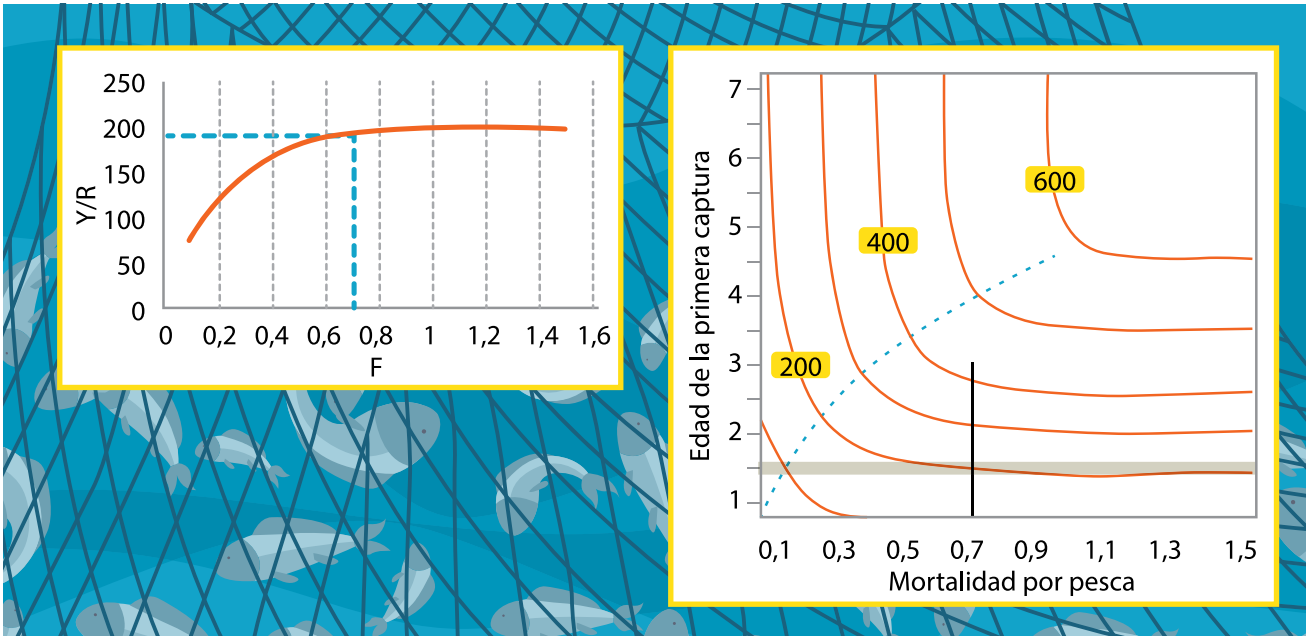 250
200
150
100
50
0
Y/R
0 0,2 0,4 0,6 0,8 1 1,2 1,4 1,6
F
7
6
5
4
3
2
1
Edad de la primera captura
600
400
200
0,1 0,3 0,5 0,7 0,9 1,1 1,3 1,5
Mortalidad por pesca